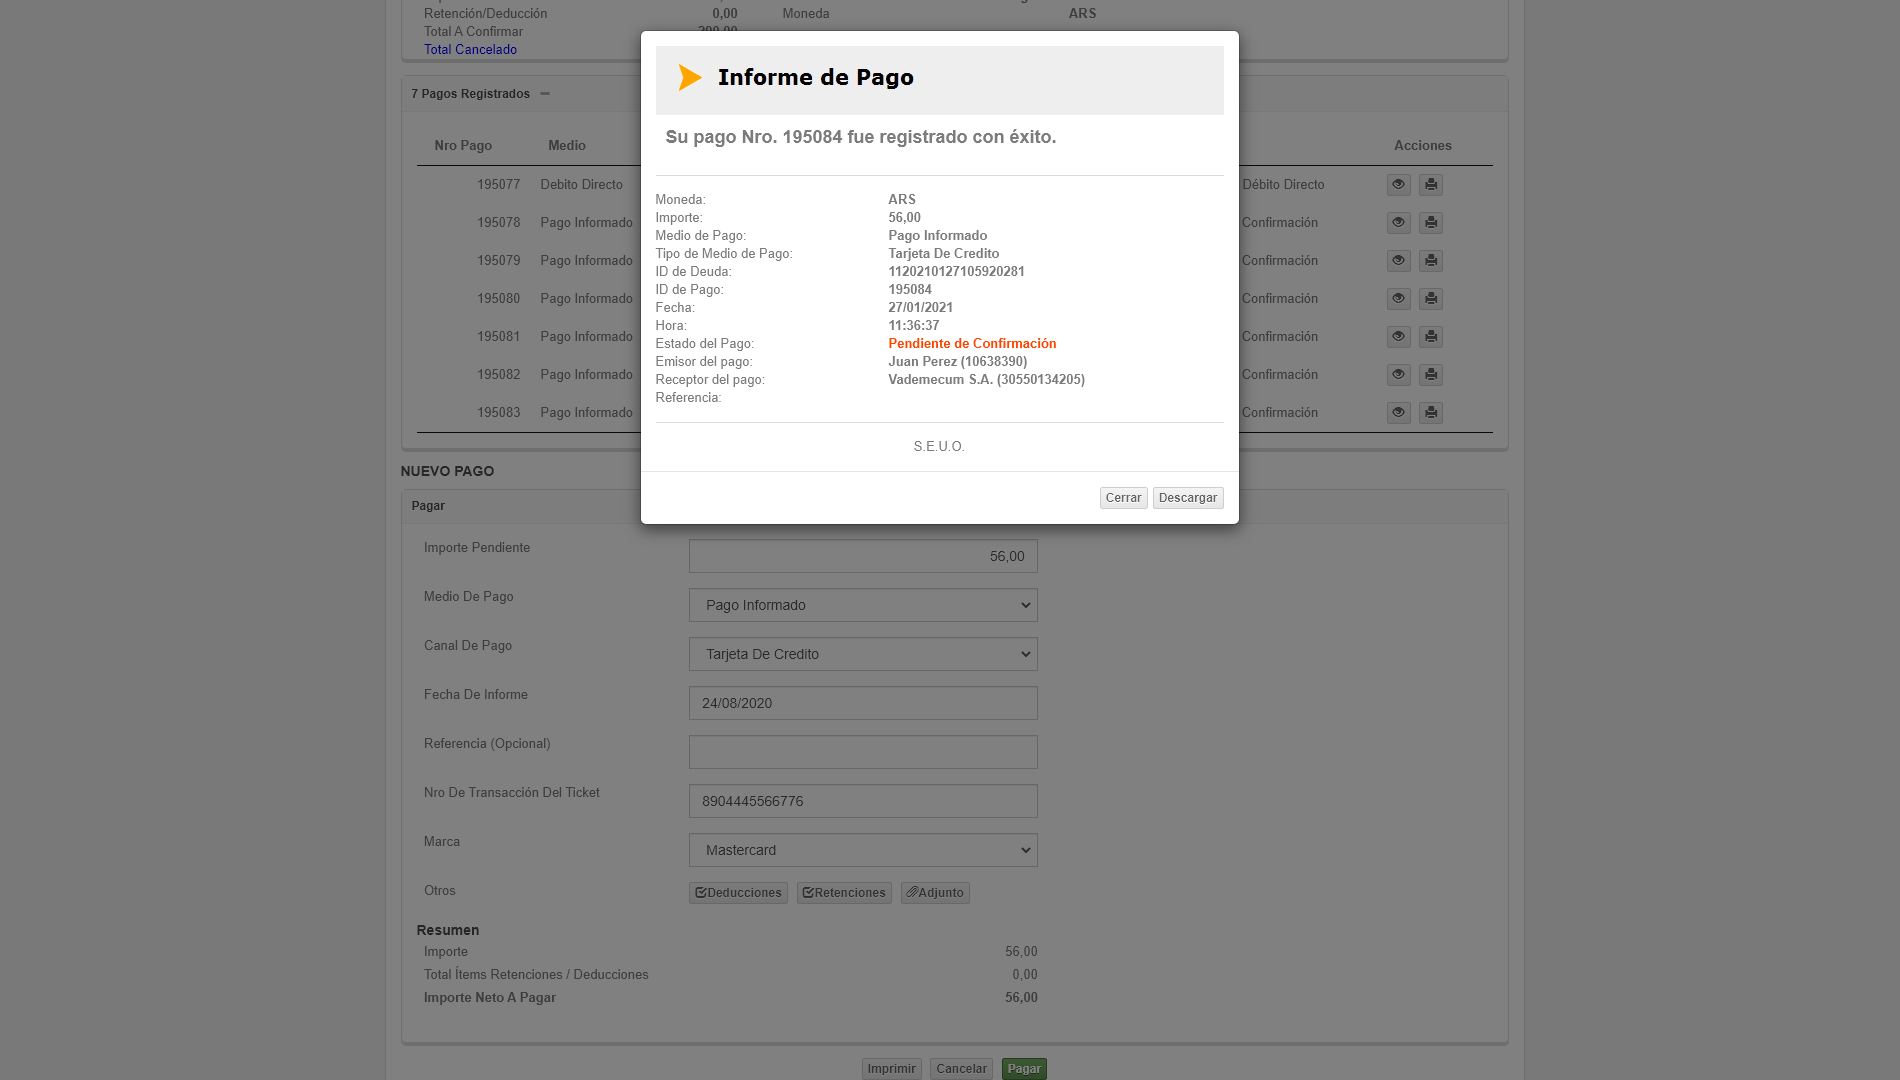 Retención/Deducción 0,00 Moneda ARS
Total A Confirmar
Total Cancelado
Informe de Pago
Su pago Nro. 195084 fue registrado con éxito.
Moneda: ARS
Importe: 56,00
Medio de Pago: Pago Informado
Tipo de Medio de Pago: Tarjeta De Credito
ID de Deuda: 1120210127105920281
ID de Pago: 195084
Fecha: 27/01/2021
Hora: 11:36:37
Estado del Pago: Pendiente de Confirmación
Emisor del pago: Juan Perez (10638390)
Receptor del pago: Vademecum S.A. (30550134205)
Referencia:
S.E.U.O.
Cerrar Descargar
7 Pagos Registrados
Nro Pago Medio Acciones
195077 Debito Directo Débito Directo
195078 Pago Informado Confirmación
195079 Pago Informado Confirmación
195080 Pago Informado Confirmación
195081 Pago Informado Confirmación
195082 Pago Informado Confirmación
195083 Pago Informado Confirmación
NUEVO PAGO
Pagar
Importe Pendiente 56,00
Medio De Pago Pago Informado
Canal De Pago Tarjeta De Credito
Fecha De Informe 24/08/2020
Referencia (Opcional)
Nro De Transacción Del Ticket 8904445566776
Marca Mastercard
Otros Deducciones Retenciones Adjunto
Resumen
Importe 56,00
Total Ítems Retenciones / Deducciones 0,00
Importe Neto A Pagar 56,00
Imprimir Cancelar Pagar